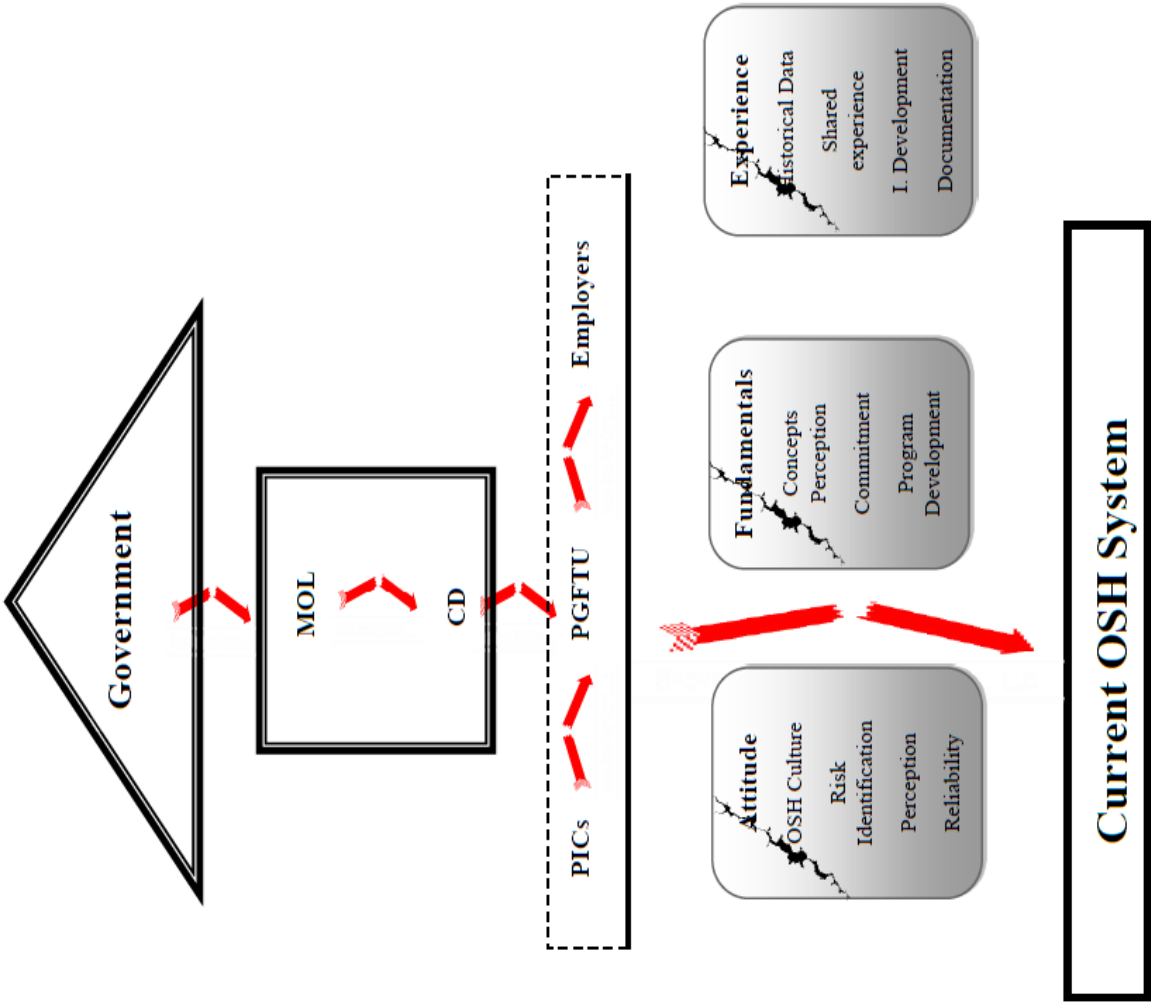 Government
MOL
CD
PICs
PGFTU
Employers
Attitude
OSH Culture
Risk
Identification
Perception
Reliability
Fundamentals
Concepts
Perception
Commitment
Program
Development
Experience
Historical Data
Shared
experience
I. Development
Documentation
Current OSH System